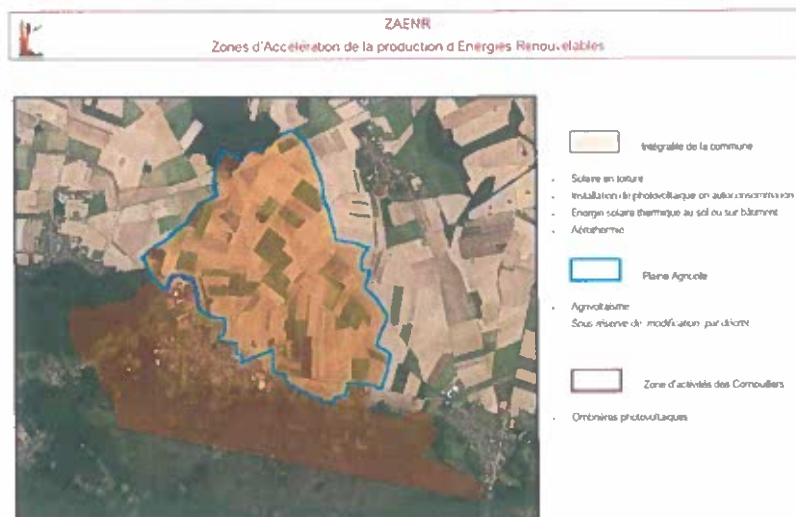 ZAENR
Zones d'Accélération de la production d Energies Renouvelables
Intégralité de la commune
- Solaire en toiture
- Installation de photovoltaïque en autoconsommation
- Energie solaire thermique au sol ou sur bâtiment
- Aérothermie
Plaine Agricole
- Agrivoltaïsme
Sous réserve de modification par décret
Zone d'activités des Cornouillers
- Ombrières photovoltaïques